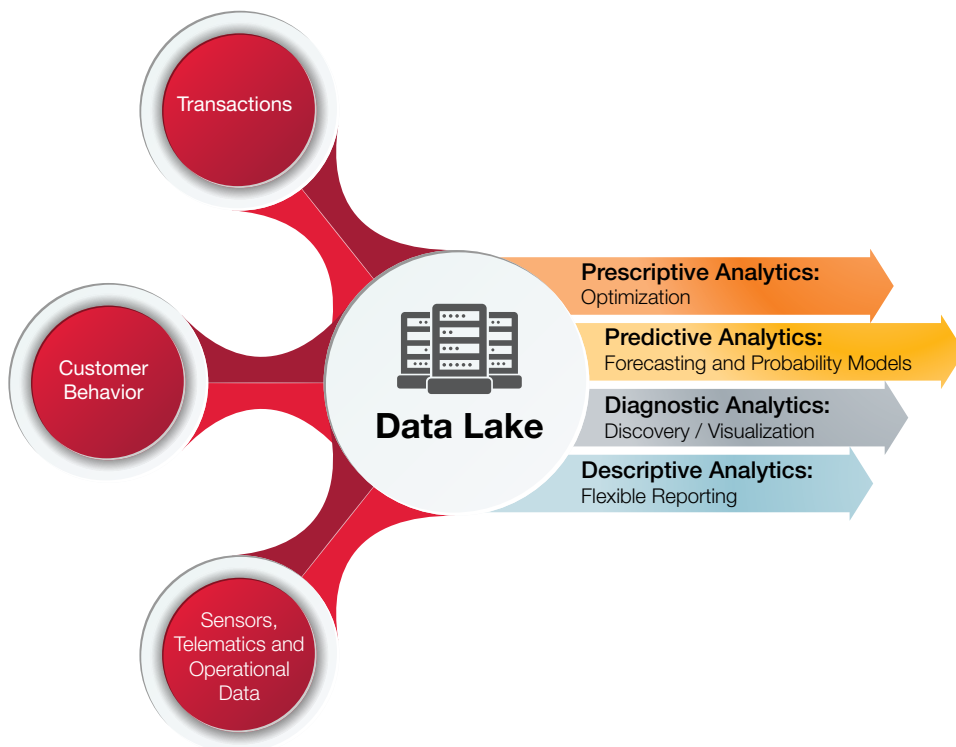 Transactions
Customer
Behavior
Sensors,
Telematics and
Operational
Data
Data Lake
Prescriptive Analytics:
Optimization
Predictive Analytics:
Forecasting and Probability Models
Diagnostic Analytics:
Discovery / Visualization
Descriptive Analytics:
Flexible Reporting